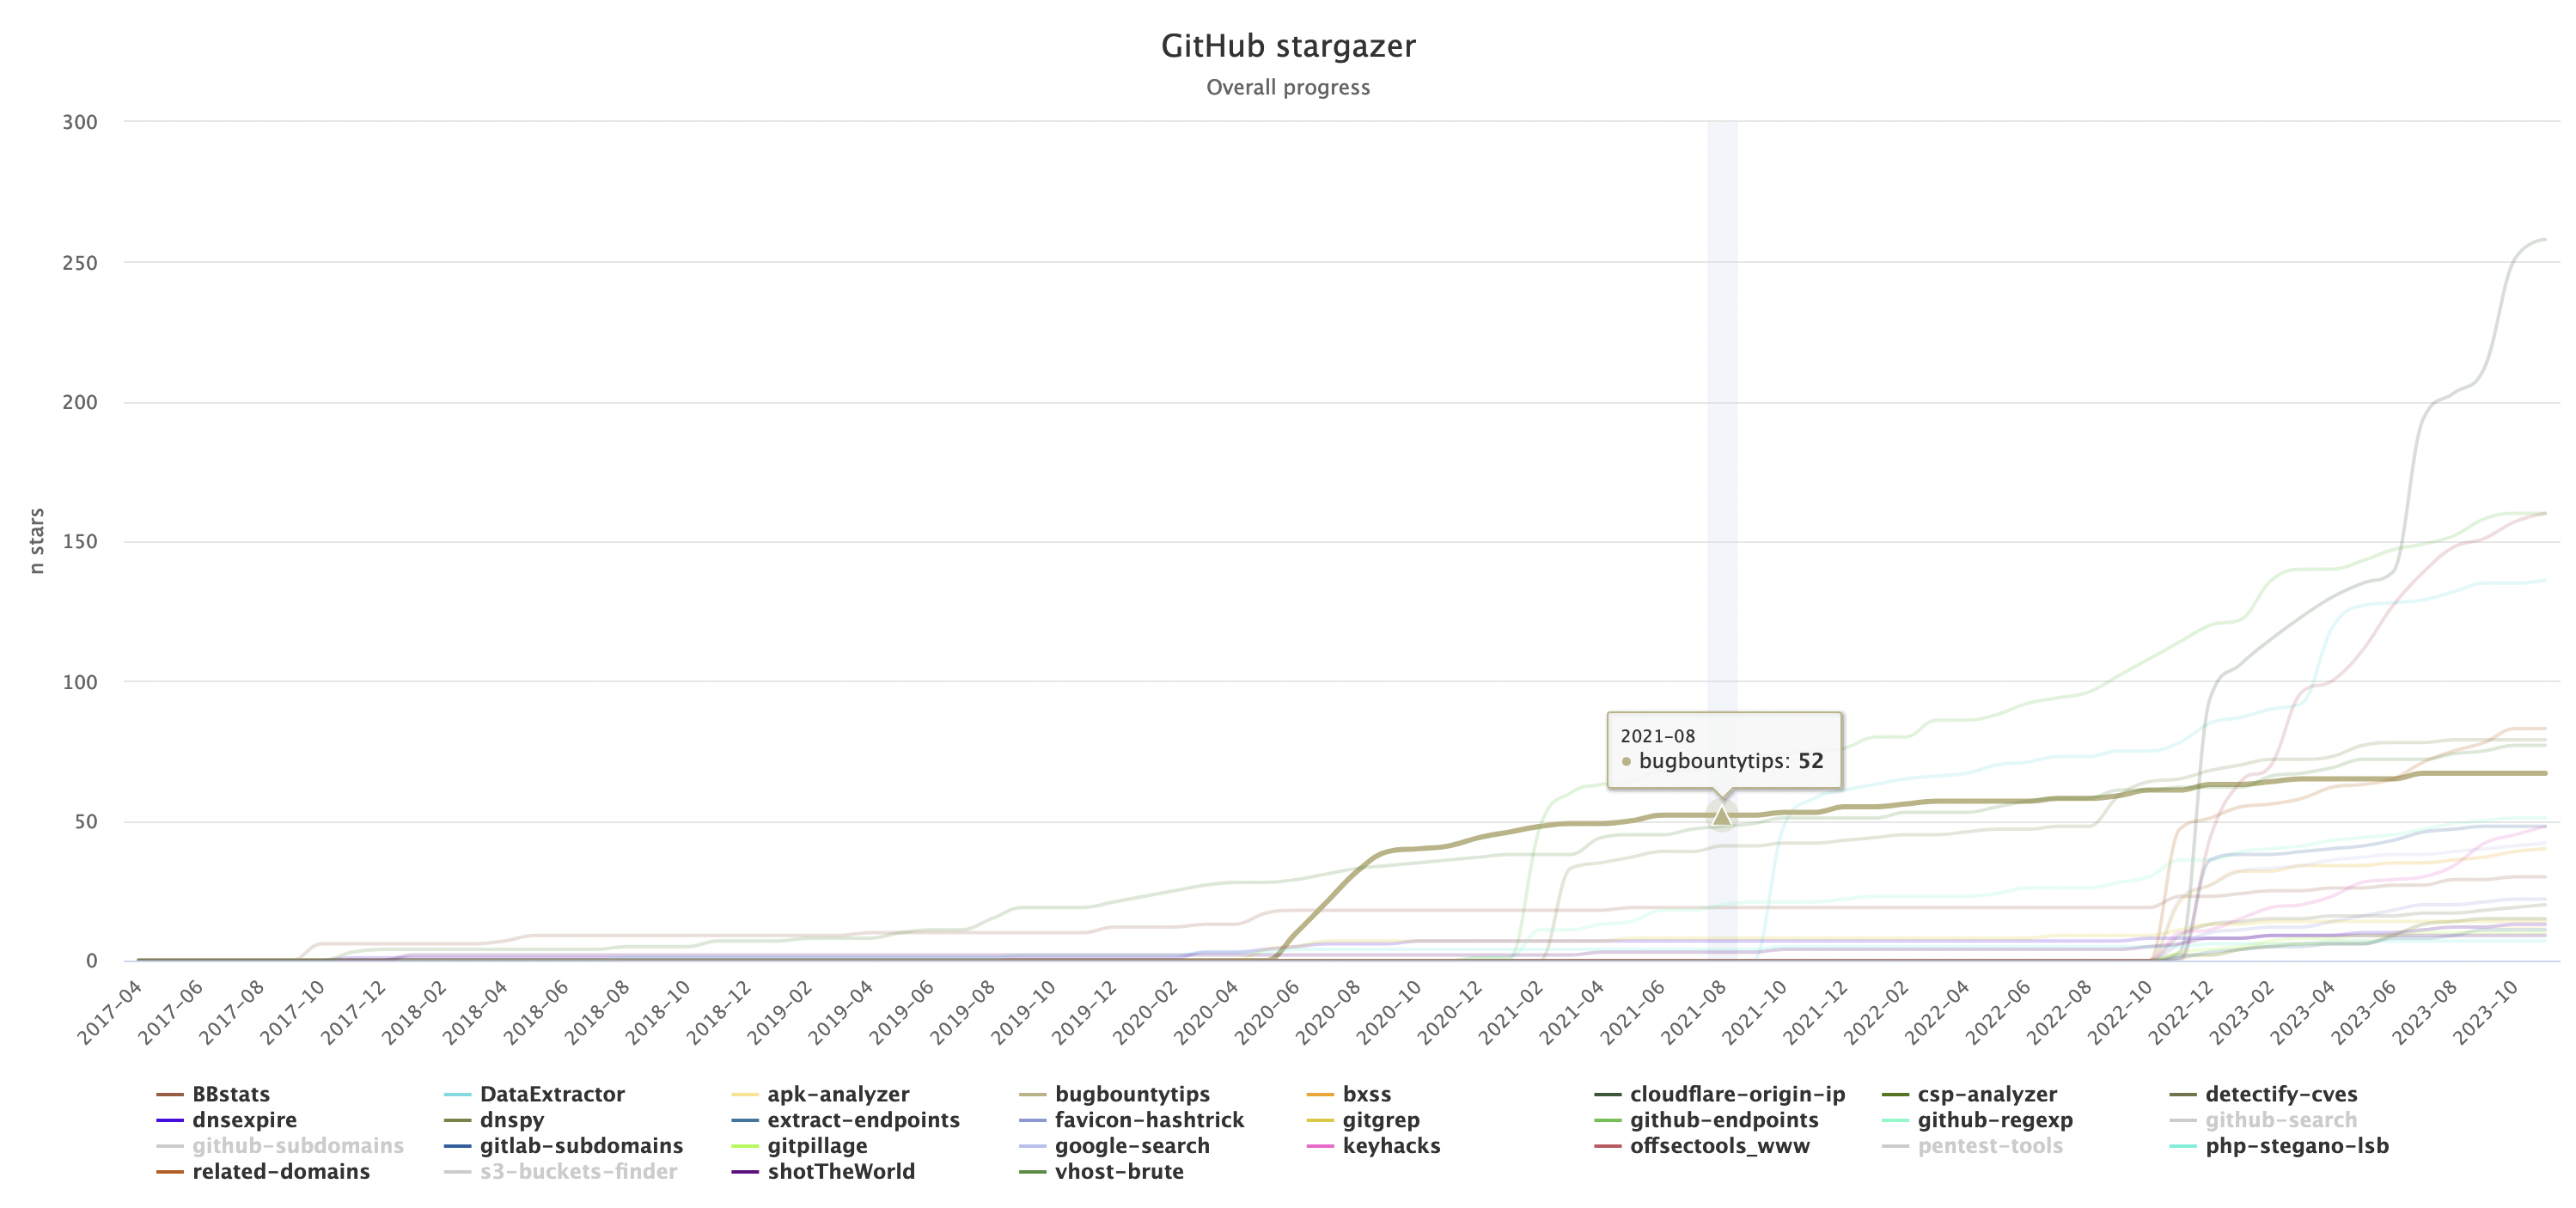 GitHub stargazer
Overall progress
300
250
200
150
100
50
0
n stars
2021-08
bugbountytips: 52
2017-04 2017-06 2017-08 2017-10 2017-12 2018-02 2018-04 2018-06 2018-08 2018-10 2018-12 2019-02 2019-04 2019-06 2019-08 2019-10 2019-12 2020-02 2020-04 2020-06 2020-08 2020-10 2020-12 2021-02 2021-04 2021-06 2021-08 2021-10 2021-12 2022-02 2022-04 2022-06 2022-08 2022-10 2022-12 2023-02 2023-04 2023-06 2023-08 2023-10
BBstats DataExtractor apk-analyzer bugbountytips bxss cloudflare-origin-ip csp-analyzer detectify-cves
dnsexpire dnspy extract-endpoints favicon-hashtrick gitgrep github-endpoints github-regexp github-search
github-subdomains gitlab-subdomains gitpillage google-search keyhacks offsectools_www pentest-tools php-stegano-lsb
related-domains s3-buckets-finder shotTheWorld vhost-brute